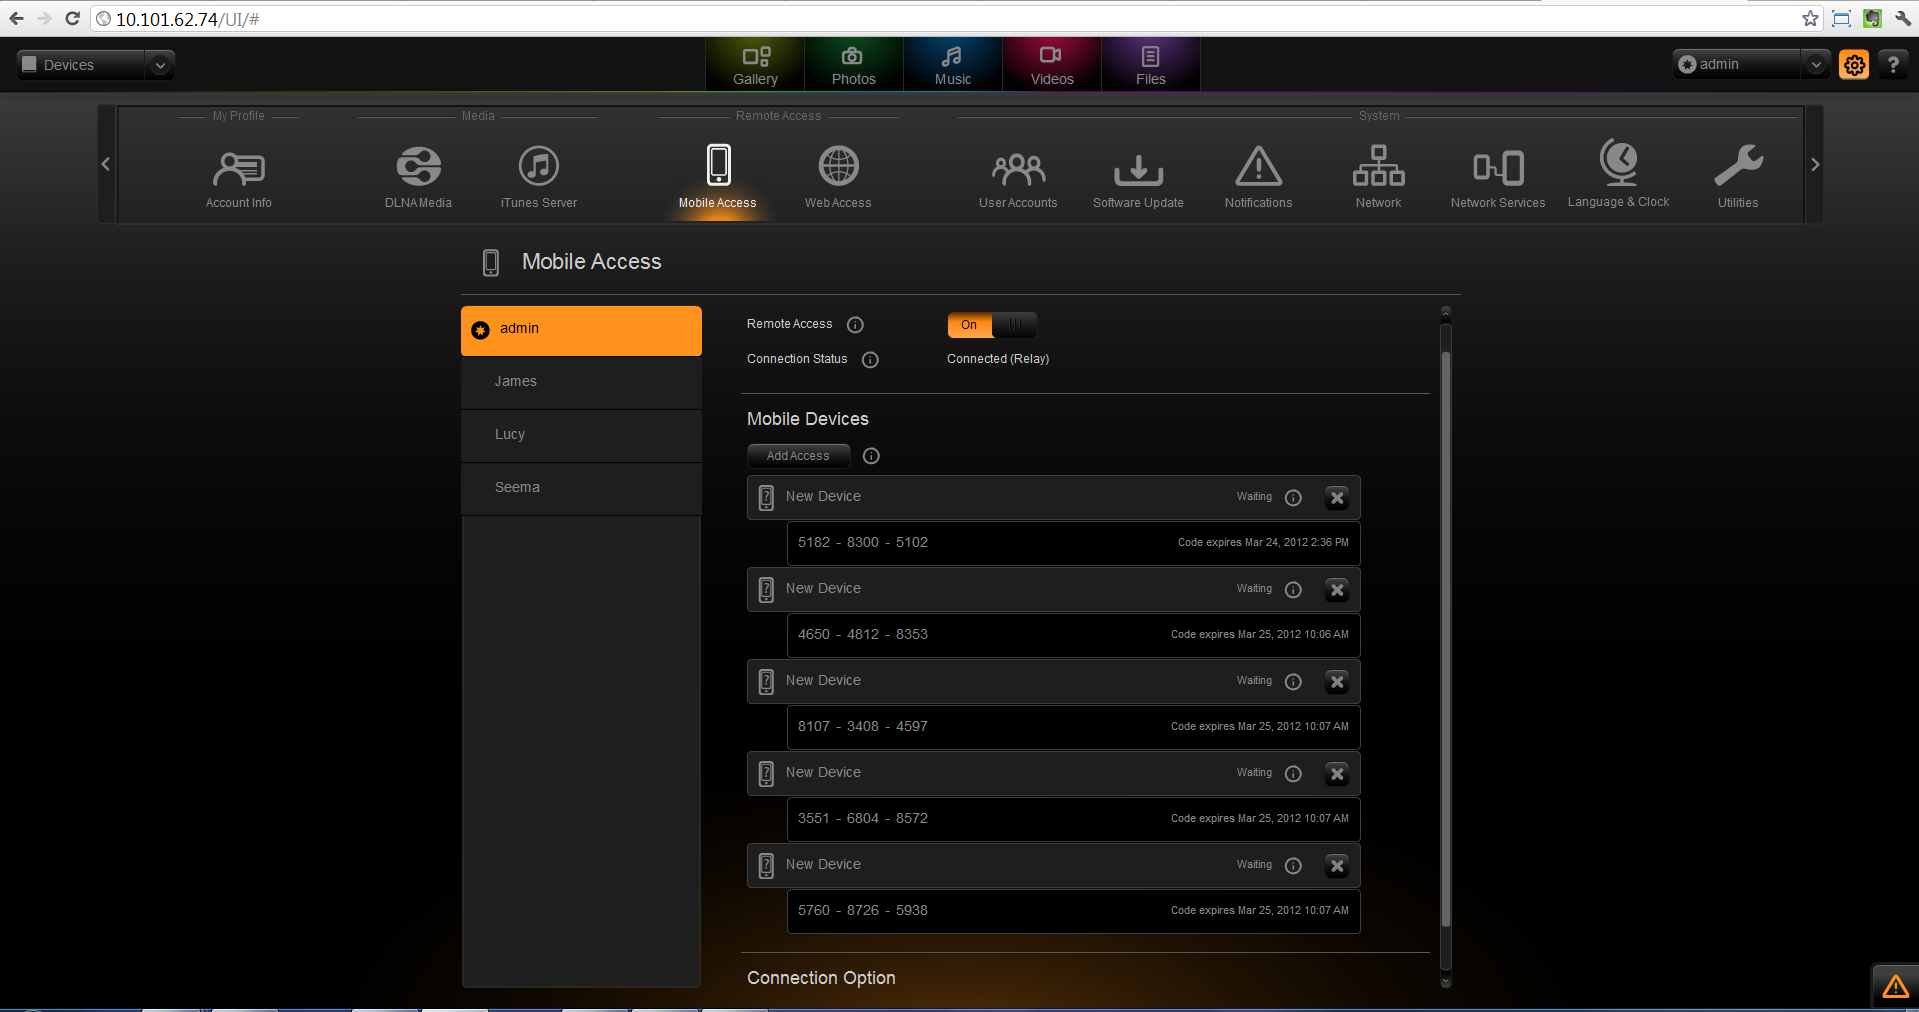 10.101.62.74/UI/#
Devices
Gallery
Photos
Music
Videos
Files
admin
?
My Profile
Media
Remote Access
System
Account Info
DLNA Media
iTunes Server
Mobile Access
Web Access
User Accounts
Software Update
Notifications
Network
Network Services
Language & Clock
Utilities
Mobile Access
admin
James
Lucy
Seema
Remote Access
On
Connection Status
Connected (Relay)
Mobile Devices
Add Access
New Device Waiting
5182 - 8300 - 5102 Code expires Mar 24, 2012 2:36 PM
New Device Waiting
4650 - 4812 - 8353 Code expires Mar 25, 2012 10:06 AM
New Device Waiting
8107 - 3408 - 4597 Code expires Mar 25, 2012 10:07 AM
New Device Waiting
3551 - 6804 - 8572 Code expires Mar 25, 2012 10:07 AM
New Device Waiting
5760 - 8726 - 5938 Code expires Mar 25, 2012 10:07 AM
Connection Option